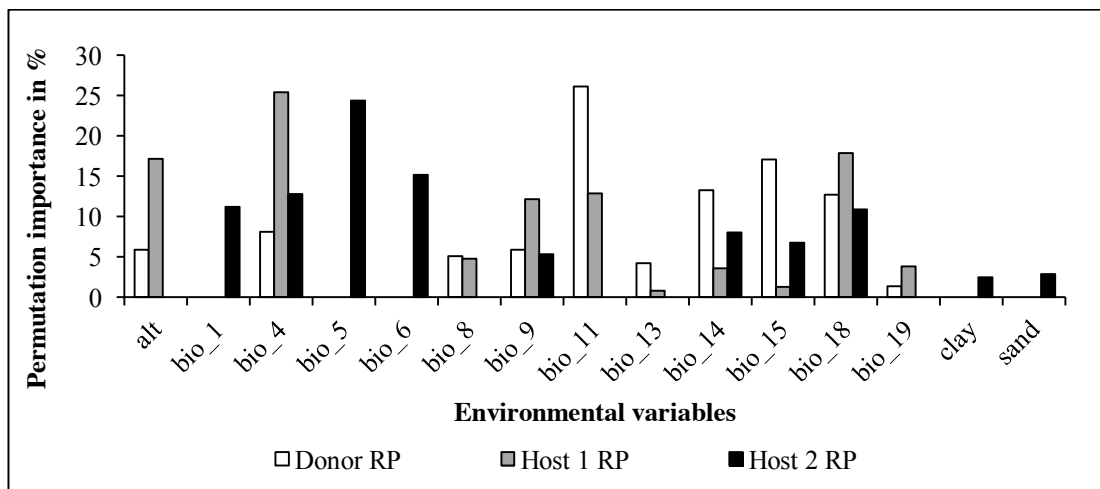 Permutation importance in %
30
25
20
15
10
5
0
alt
bio_1
bio_4
bio_5
bio_6
bio_8
bio_9
bio_11
bio_13
bio_14
bio_15
bio_18
bio_19
clay
sand
Environmental variables
Donor RP
Host 1 RP
Host 2 RP